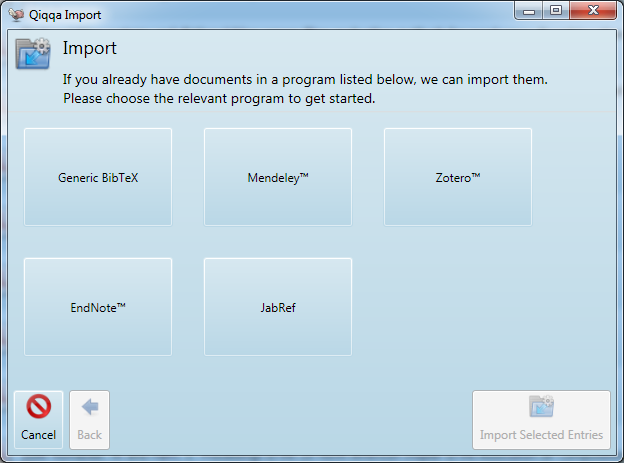 Qiqqa Import
Import
If you already have documents in a program listed below, we can import them.
Please choose the relevant program to get started.
Generic BibTeX
Mendeley™
Zotero™
EndNote™
JabRef
Cancel
Back
Import Selected Entries